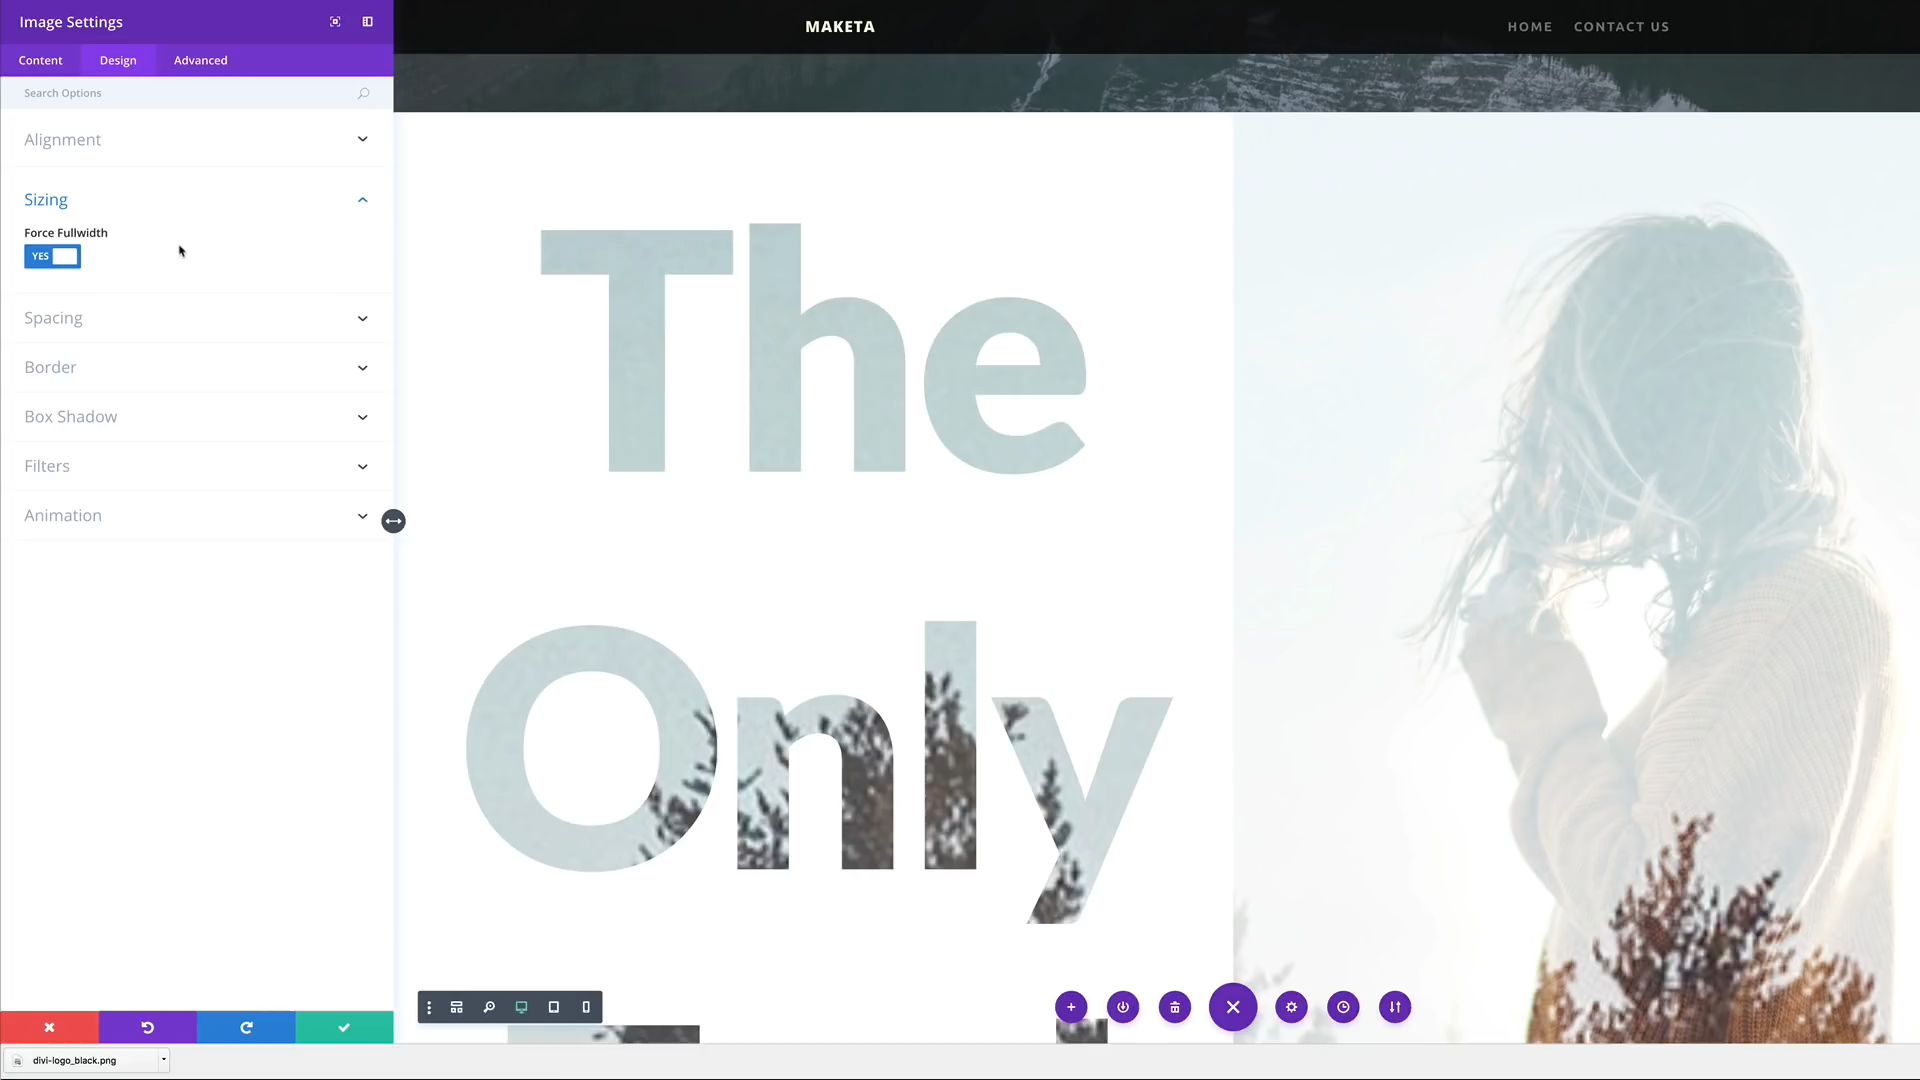 Image Settings
MAKETA
HOME CONTACT US
Content Design Advanced
Search Options
Alignment
Sizing
Force Fullwidth
YES
Spacing
Border
Box Shadow
Filters
Animation
The
Only
divi-logo_black.png